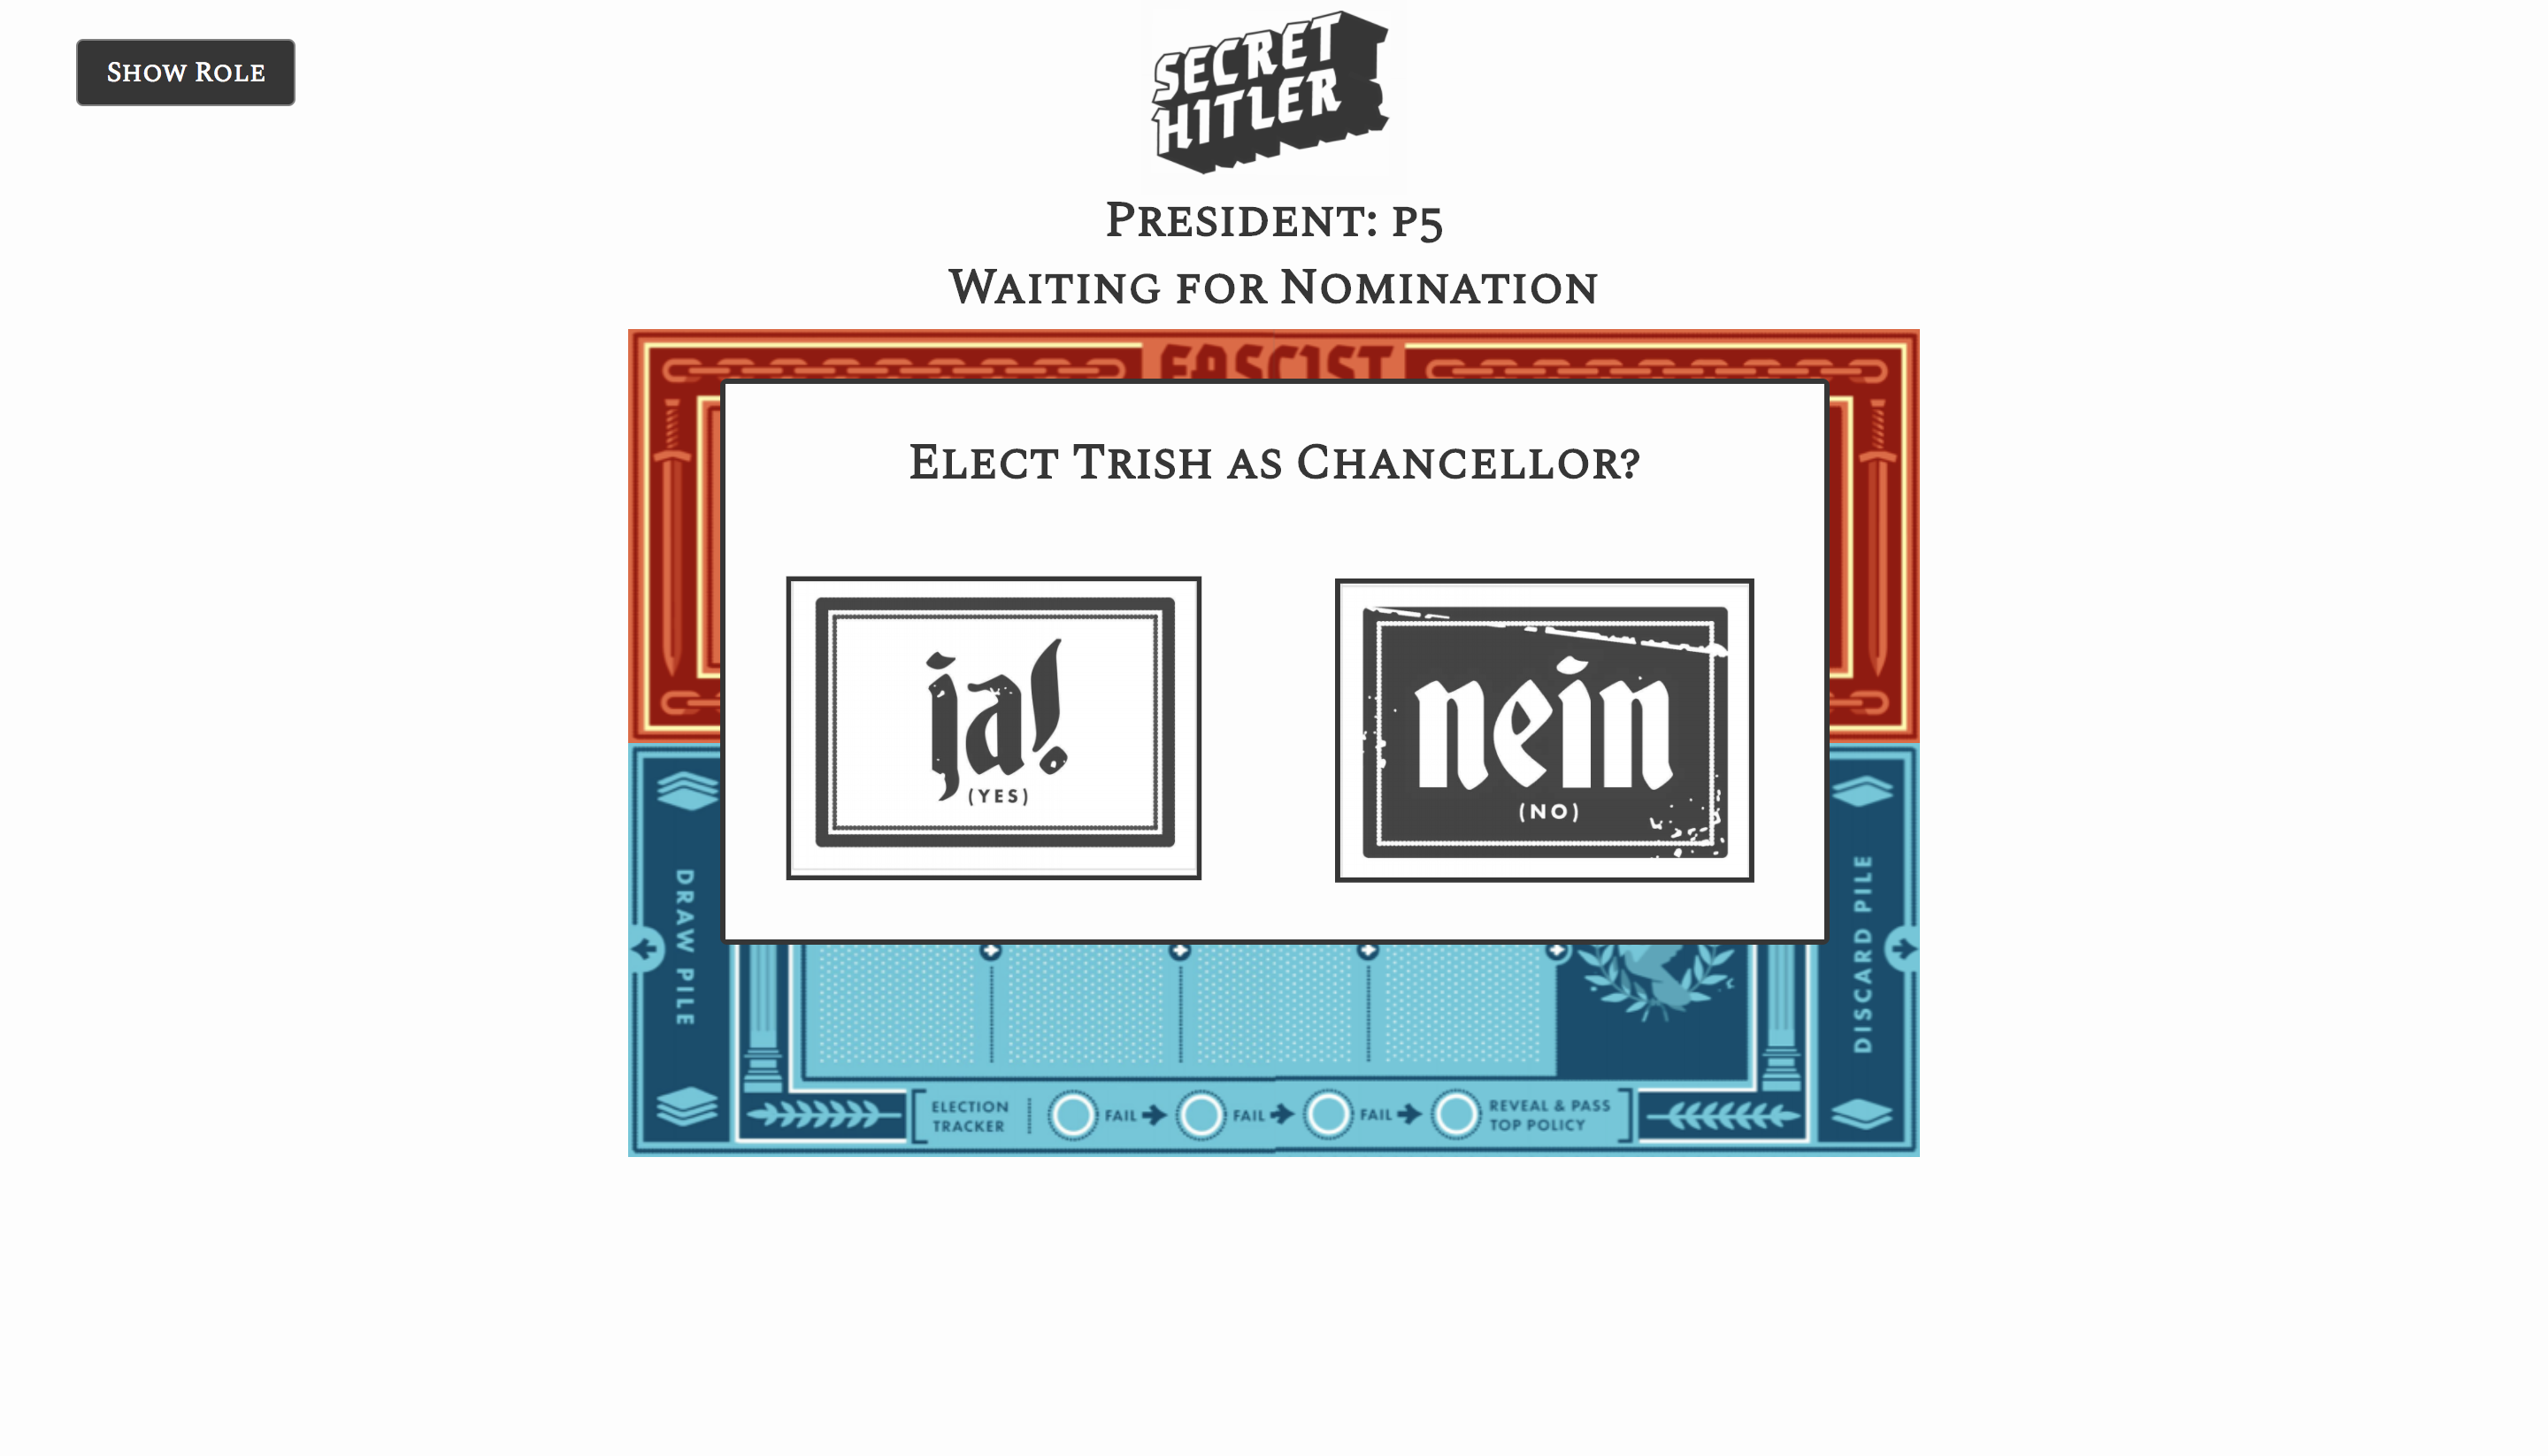 Show Role
SECRET
HITLER
President: p5
Waiting for Nomination
FASCIST
Elect Trish as Chancellor?
ja!
(YES)
nein
(NO)
DRAW PILE
DISCARD PILE
ELECTION
TRACKER
FAIL
FAIL
FAIL
REVEAL & PASS
TOP POLICY